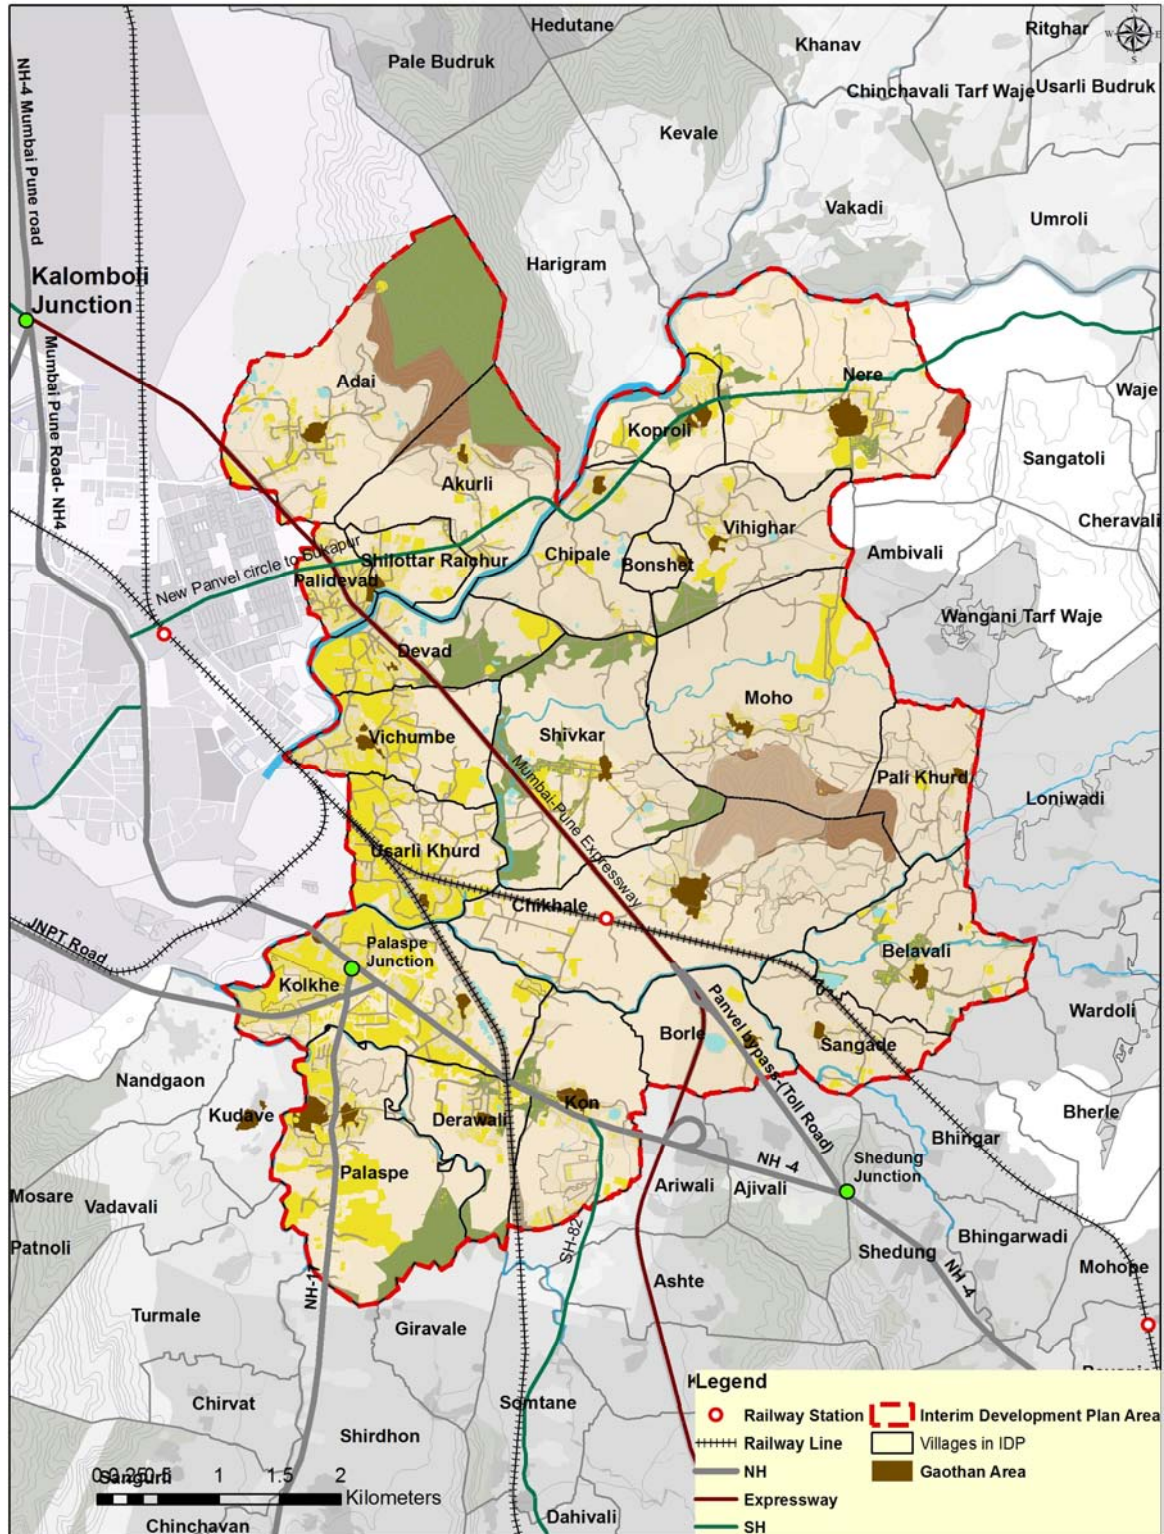 Hedutane
Pale Budruk
Khanav
Ritghar
N
W
E
S
Chinchavali Tarf Waje
Usarli Budruk
Kevale
NH-4 Mumbai Pune road
Vakadi
Umroli
Harigram
Kalomboli
Junction
Mumbai Pune Road- NH4
Adai
Nere
Waje
Koproli
Sangatoli
Akurli
Cheravali
Vihighar
Ambivali
New Panvel circle to Sukapur
Shilottar Raichur
Chipale
Bonshet
Palidevad
Wangani Tarf Waje
Devad
Moho
Vichumbe
Shivkar
Mumbai-Pune Expressway
Pali Khurd
Loniwadi
Usarli Khurd
Chikhale
JNPT Road
Palaspe
Junction
Belavali
Kolkhe
Panvel bypass-(Toll Road)
Wardoli
Borle
Sangade
Nandgaon
Kudave
Derawali
Kon
Bherle
Bhingar
NH -4
Shedung
Junction
Palaspe
Ariwali
Ajivali
Mosare
Vadavali
SH-82
Patnoli
Shedung
Bhingarwadi
NH -4
Mohope
Ashte
NH-17
Turmale
Giravale
Chirvat
Somtane
Shirdhon
Sangurli
0 0.25 0.5 1 1.5 2
Kilometers
Chinchavan
Dahivali
Legend
Railway Station
Railway Line
NH
Expressway
SH
Interim Development Plan Area
Villages in IDP
Gaothan Area